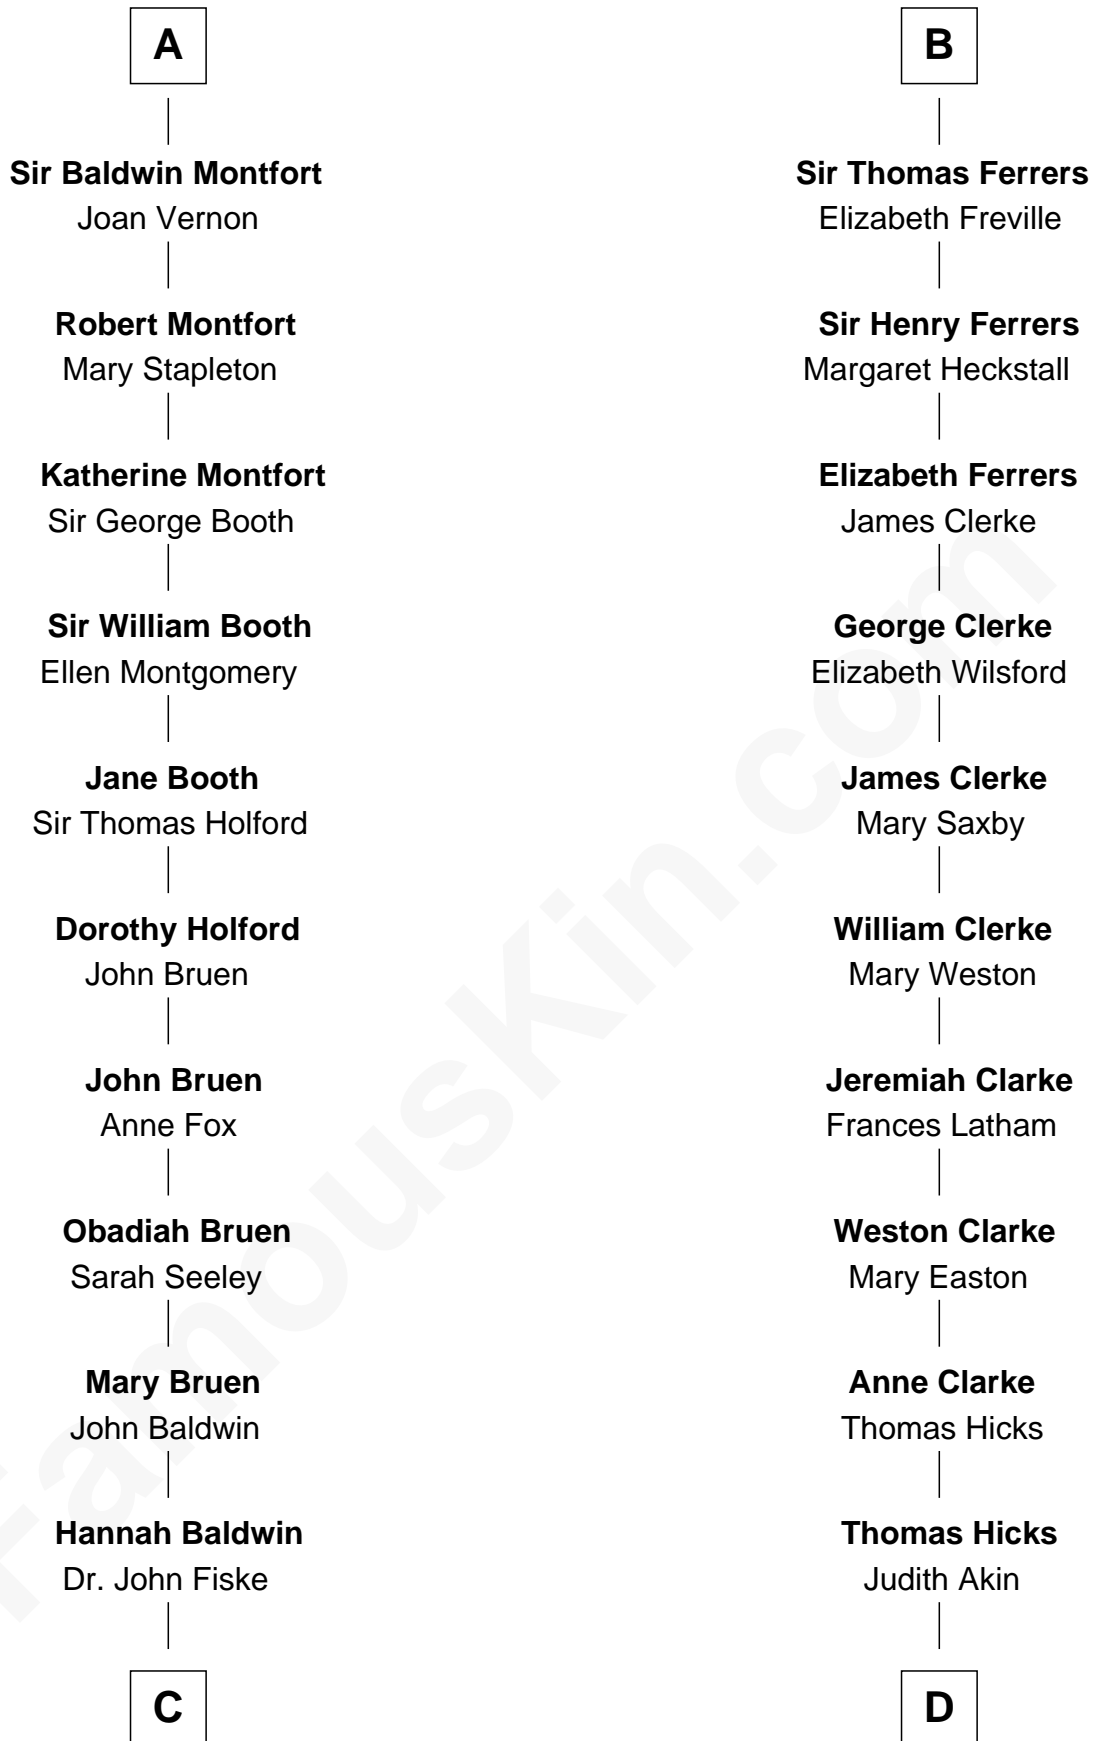 A
Sir Baldwin Montfort
Joan Vernon
Robert Montfort
Mary Stapleton
Katherine Montfort
Sir George Booth
Sir William Booth
Ellen Montgomery
Jane Booth
Sir Thomas Holford
Dorothy Holford
John Bruen
John Bruen
Anne Fox
Obadiah Bruen
Sarah Seeley
Mary Bruen
John Baldwin
Hannah Baldwin
Dr. John Fiske
C
B
Sir Thomas Ferrers
Elizabeth Freville
Sir Henry Ferrers
Margaret Heckstall
Elizabeth Ferrers
James Clerke
George Clerke
Elizabeth Wilsford
James Clerke
Mary Saxby
William Clerke
Mary Weston
Jeremiah Clarke
Frances Latham
Weston Clarke
Mary Easton
Anne Clarke
Thomas Hicks
Thomas Hicks
Judith Akin
D
FamousKin.com